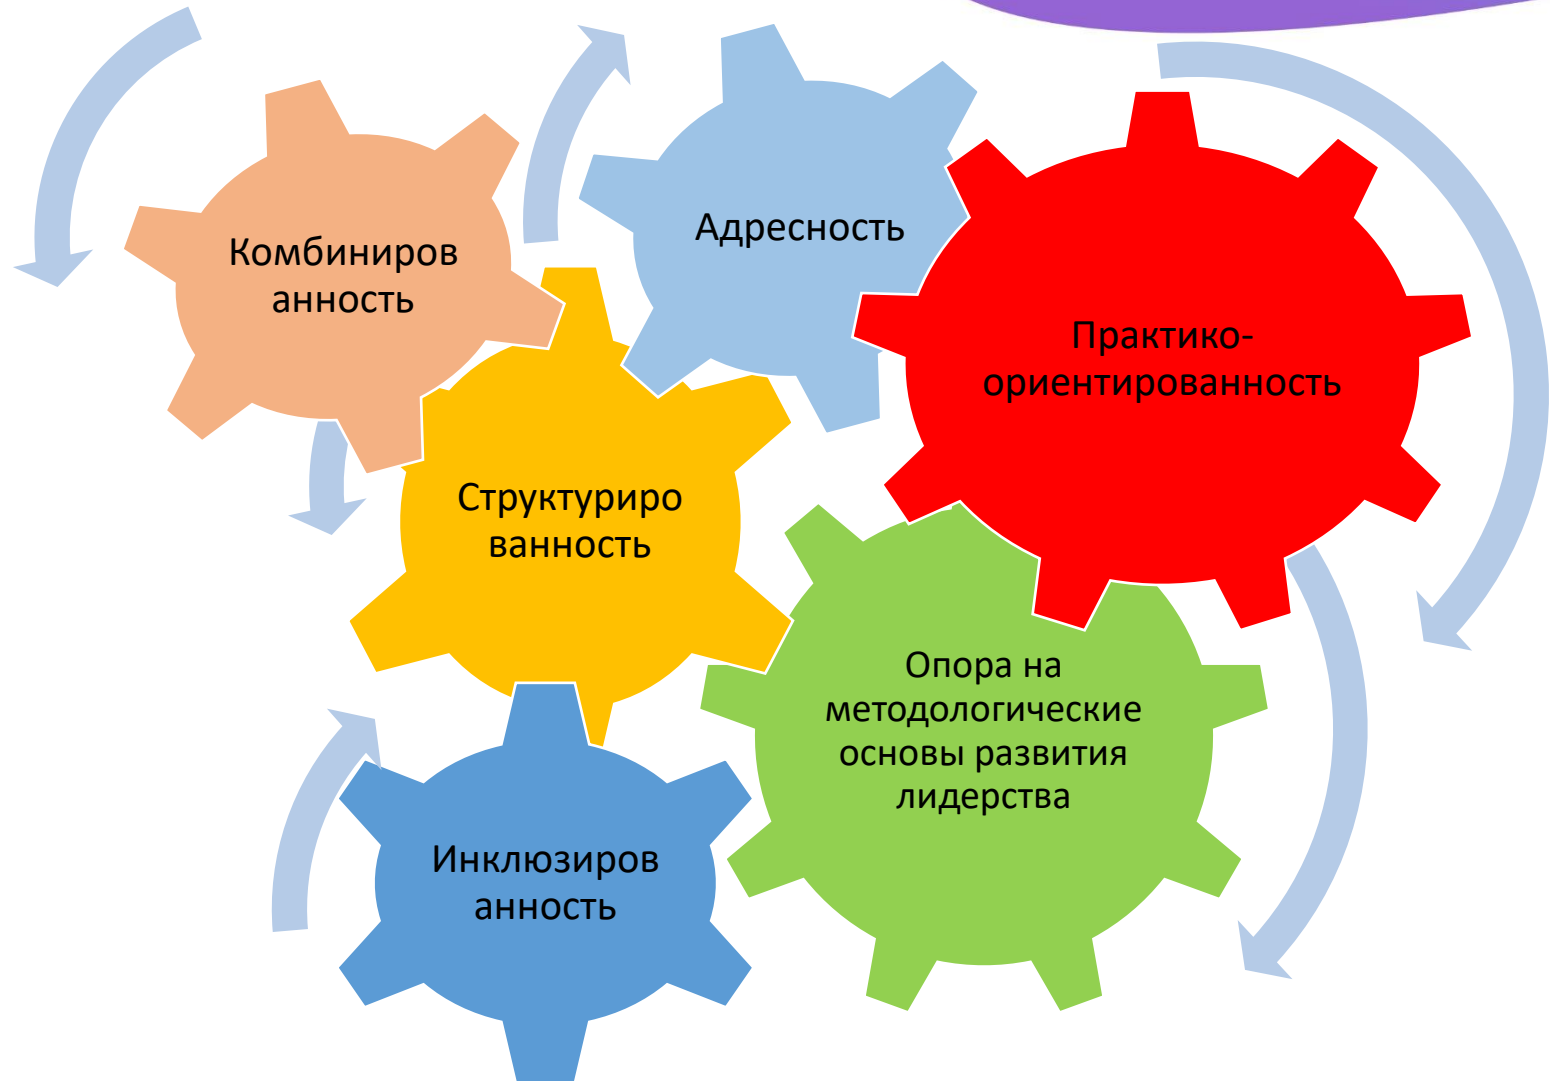 Комбиниров
анность
Адресность
Практико-
ориентированность
Структуриро
ванность
Опора на
методологические
основы развития
лидерства
Инклюзиров
анность